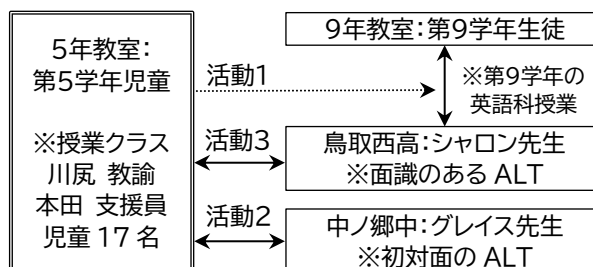 5年教室：
第5学年児童
※授業クラス
川尻 教諭
本田 支援員
児童 17 名
活動1
活動3
活動2
9年教室：第9学年生徒
※第9学年の
英語科授業
鳥取西高：シャロン先生
※面識のある ALT
中ノ郷中：グレイス先生
※初対面の ALT